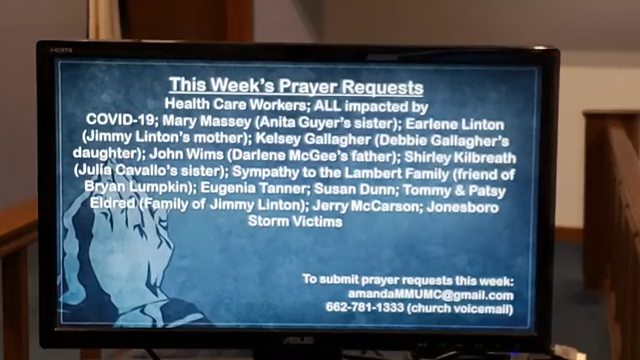 HDMI
This Week's Prayer Requests
Health Care Workers; ALL impacted by
COVID-19; Mary Massey (Anita Guyer's sister); Earlene Linton
(Jimmy Linton's mother); Kelsey Gallagher (Debbie Gallagher's
daughter); John Wims (Darlene McGee's father); Shirley Kilbreath
(Julia Cavallo's sister); Sympathy to the Lambert Family (friend of
Bryan Lumpkin); Eugenia Tanner; Susan Dunn; Tommy & Patsy
Eldred (Family of Jimmy Linton); Jerry McCarson; Jonesboro
Storm Victims
To submit prayer requests this week:
amandaMMUMC@gmail.com
662-781-1333 (church voicemail)
ASUS